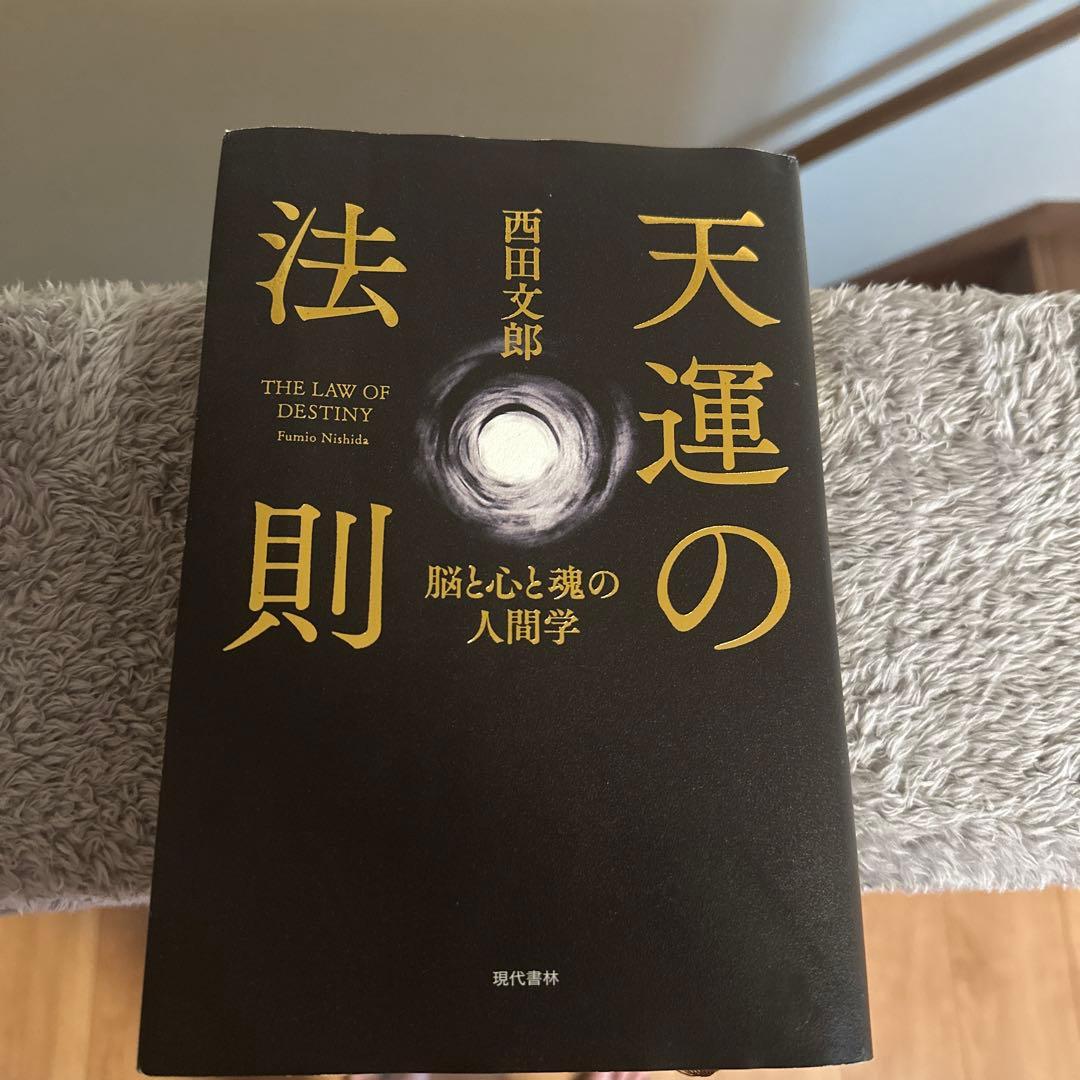 天運の
法則
西田文郎
THE LAW OF
DESTINY
Fumio Nishida
脳と心と魂の
人間学
現代書林